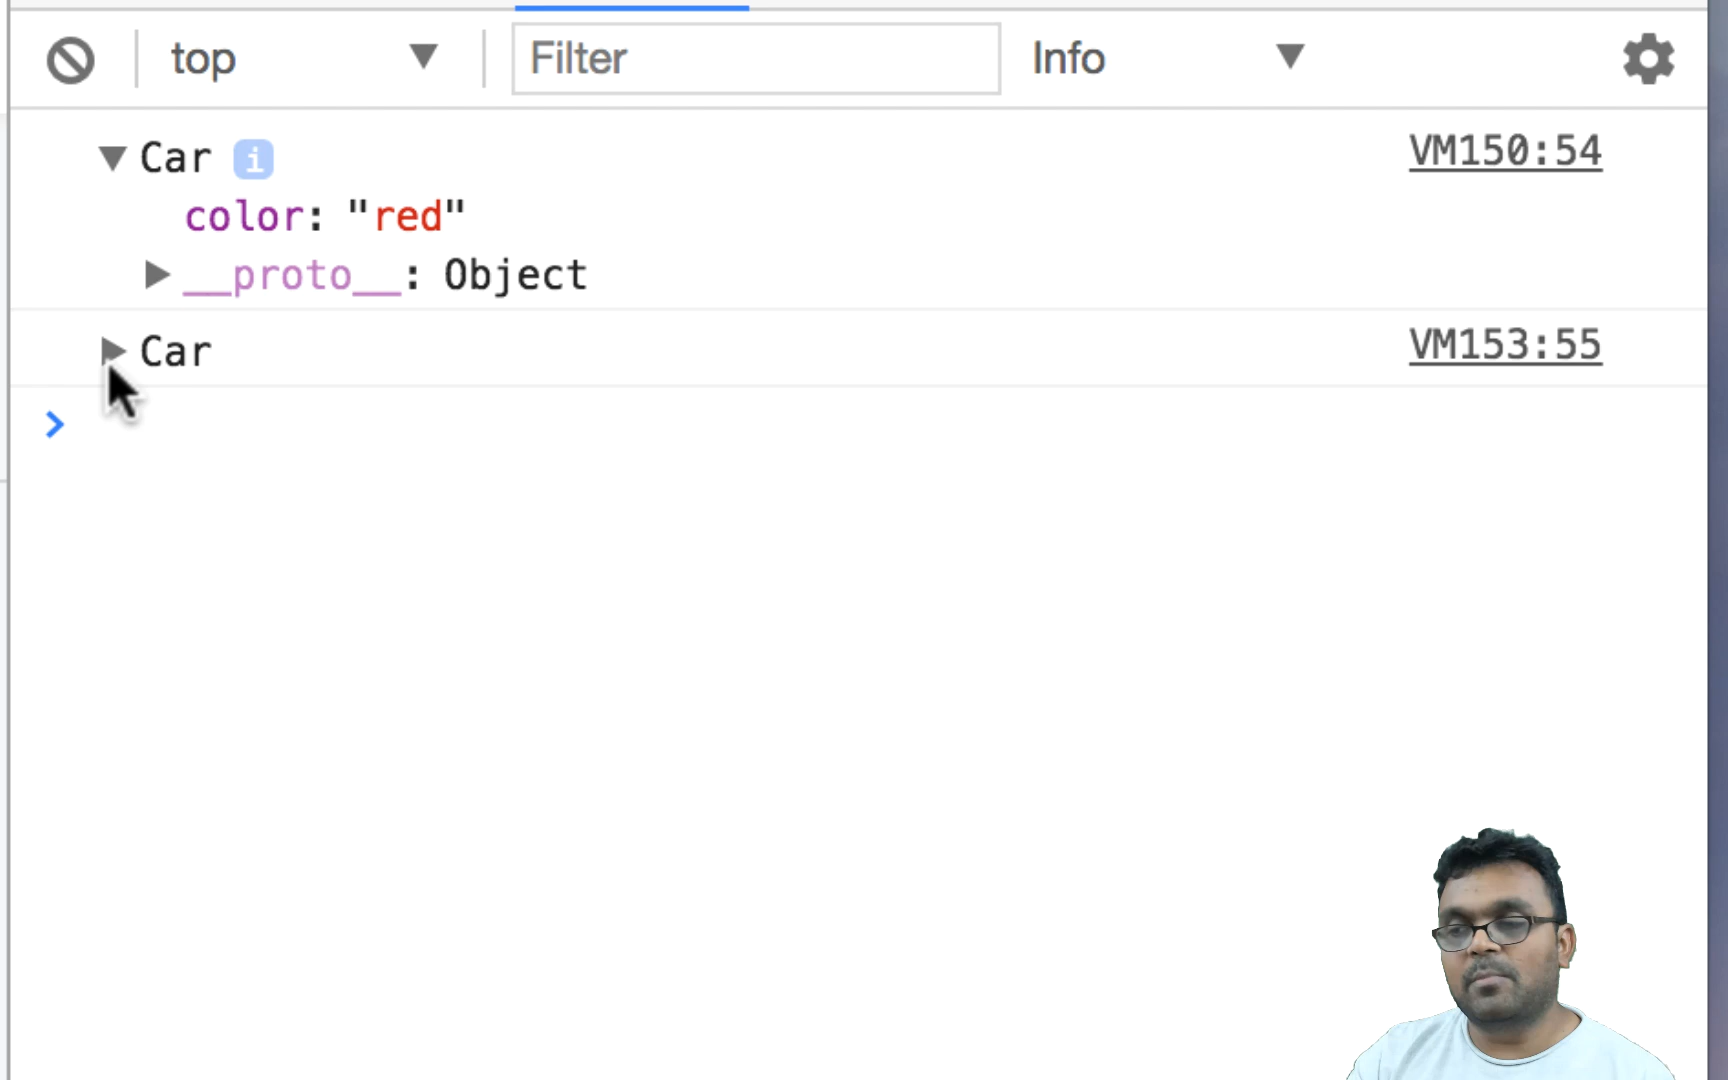 top Filter Info
Car i VM150:54
color: "red"
__proto__: Object
Car VM153:55